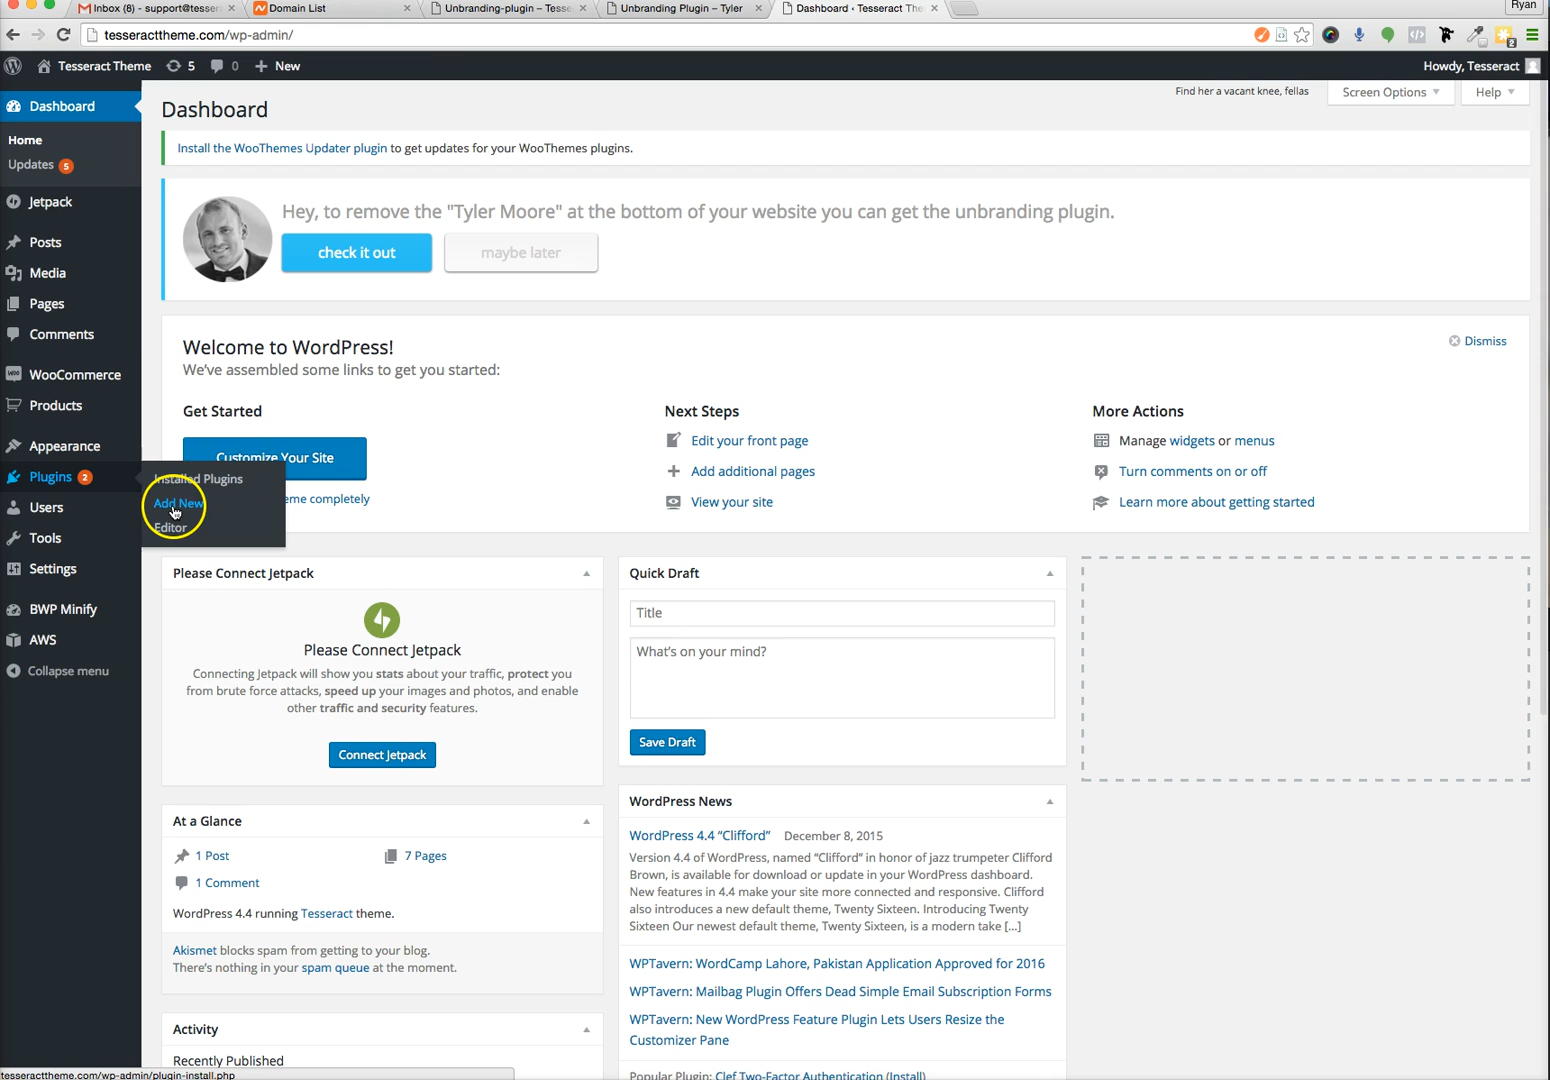 Inbox (8) - support@tesser
Domain List
Unbranding-plugin – Tesse
Unbranding Plugin – Tyler
Dashboard ‹ Tesseract The
Ryan
tesseracttheme.com/wp-admin/
2
Tesseract Theme
5
0
New
Howdy, Tesseract
Dashboard
Home
Updates 5
Jetpack
Posts
Media
Pages
Comments
WooCommerce
Products
Appearance
Plugins 2
Users
Tools
Settings
BWP Minify
AWS
Collapse menu
Installed Plugins
Add New
Editor
Dashboard
Find her a vacant knee, fellas
Screen Options
Help
Install the WooThemes Updater plugin to get updates for your WooThemes plugins.
Hey, to remove the "Tyler Moore" at the bottom of your website you can get the unbranding plugin.
check it out
maybe later
Welcome to WordPress!
We've assembled some links to get you started:
Dismiss
Get Started
Customize Your Site
eme completely
Next Steps
Edit your front page
Add additional pages
View your site
More Actions
Manage widgets or menus
Turn comments on or off
Learn more about getting started
Please Connect Jetpack
Please Connect Jetpack
Connecting Jetpack will show you stats about your traffic, protect you
from brute force attacks, speed up your images and photos, and enable
other traffic and security features.
Connect Jetpack
At a Glance
1 Post
7 Pages
1 Comment
WordPress 4.4 running Tesseract theme.
Akismet blocks spam from getting to your blog.
There's nothing in your spam queue at the moment.
Activity
Recently Published
Quick Draft
Title
What's on your mind?
Save Draft
WordPress News
WordPress 4.4 "Clifford" December 8, 2015
Version 4.4 of WordPress, named "Clifford" in honor of jazz trumpeter Clifford
Brown, is available for download or update in your WordPress dashboard.
New features in 4.4 make your site more connected and responsive. Clifford
also introduces a new default theme, Twenty Sixteen. Introducing Twenty
Sixteen Our newest default theme, Twenty Sixteen, is a modern take [...]
WPTavern: WordCamp Lahore, Pakistan Application Approved for 2016
WPTavern: Mailbag Plugin Offers Dead Simple Email Subscription Forms
WPTavern: New WordPress Feature Plugin Lets Users Resize the
Customizer Pane
Popular Plugin: Clef Two-Factor Authentication (Install)
tesseracttheme.com/wp-admin/plugin-install.php